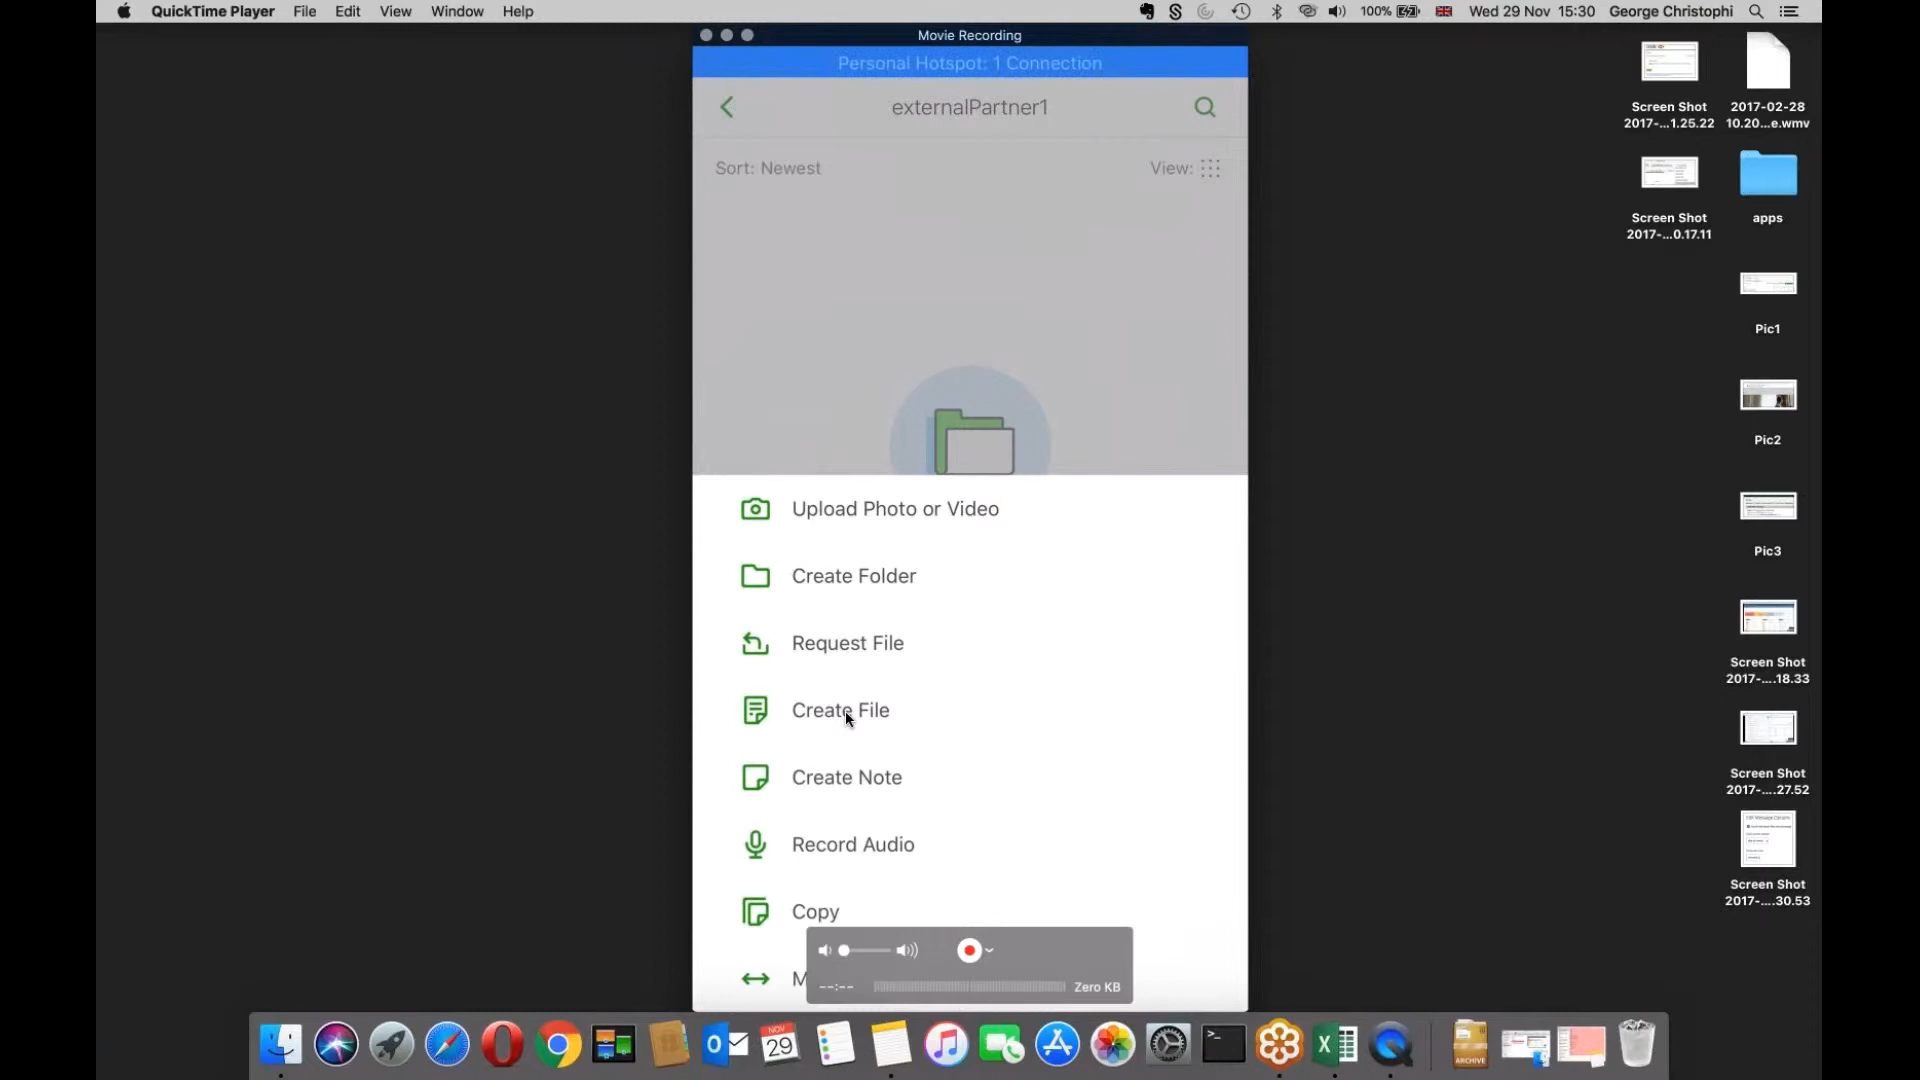 QuickTime Player File Edit View Window Help 100% Wed 29 Nov 15:30 George Christophi
Movie Recording
Personal Hotspot: 1 Connection
externalPartner1
Sort: Newest View:
Upload Photo or Video
Create Folder
Request File
Create File
Create Note
Record Audio
Copy
M
--:-- Zero KB
Screen Shot
2017-...1.25.22
2017-02-28
10.20...e.wmv
Screen Shot
2017-...0.17.11
apps
Pic1
Pic2
Pic3
Screen Shot
2017-....18.33
Screen Shot
2017-....27.52
Screen Shot
2017-....30.53
NOV
29
ARCHIVE